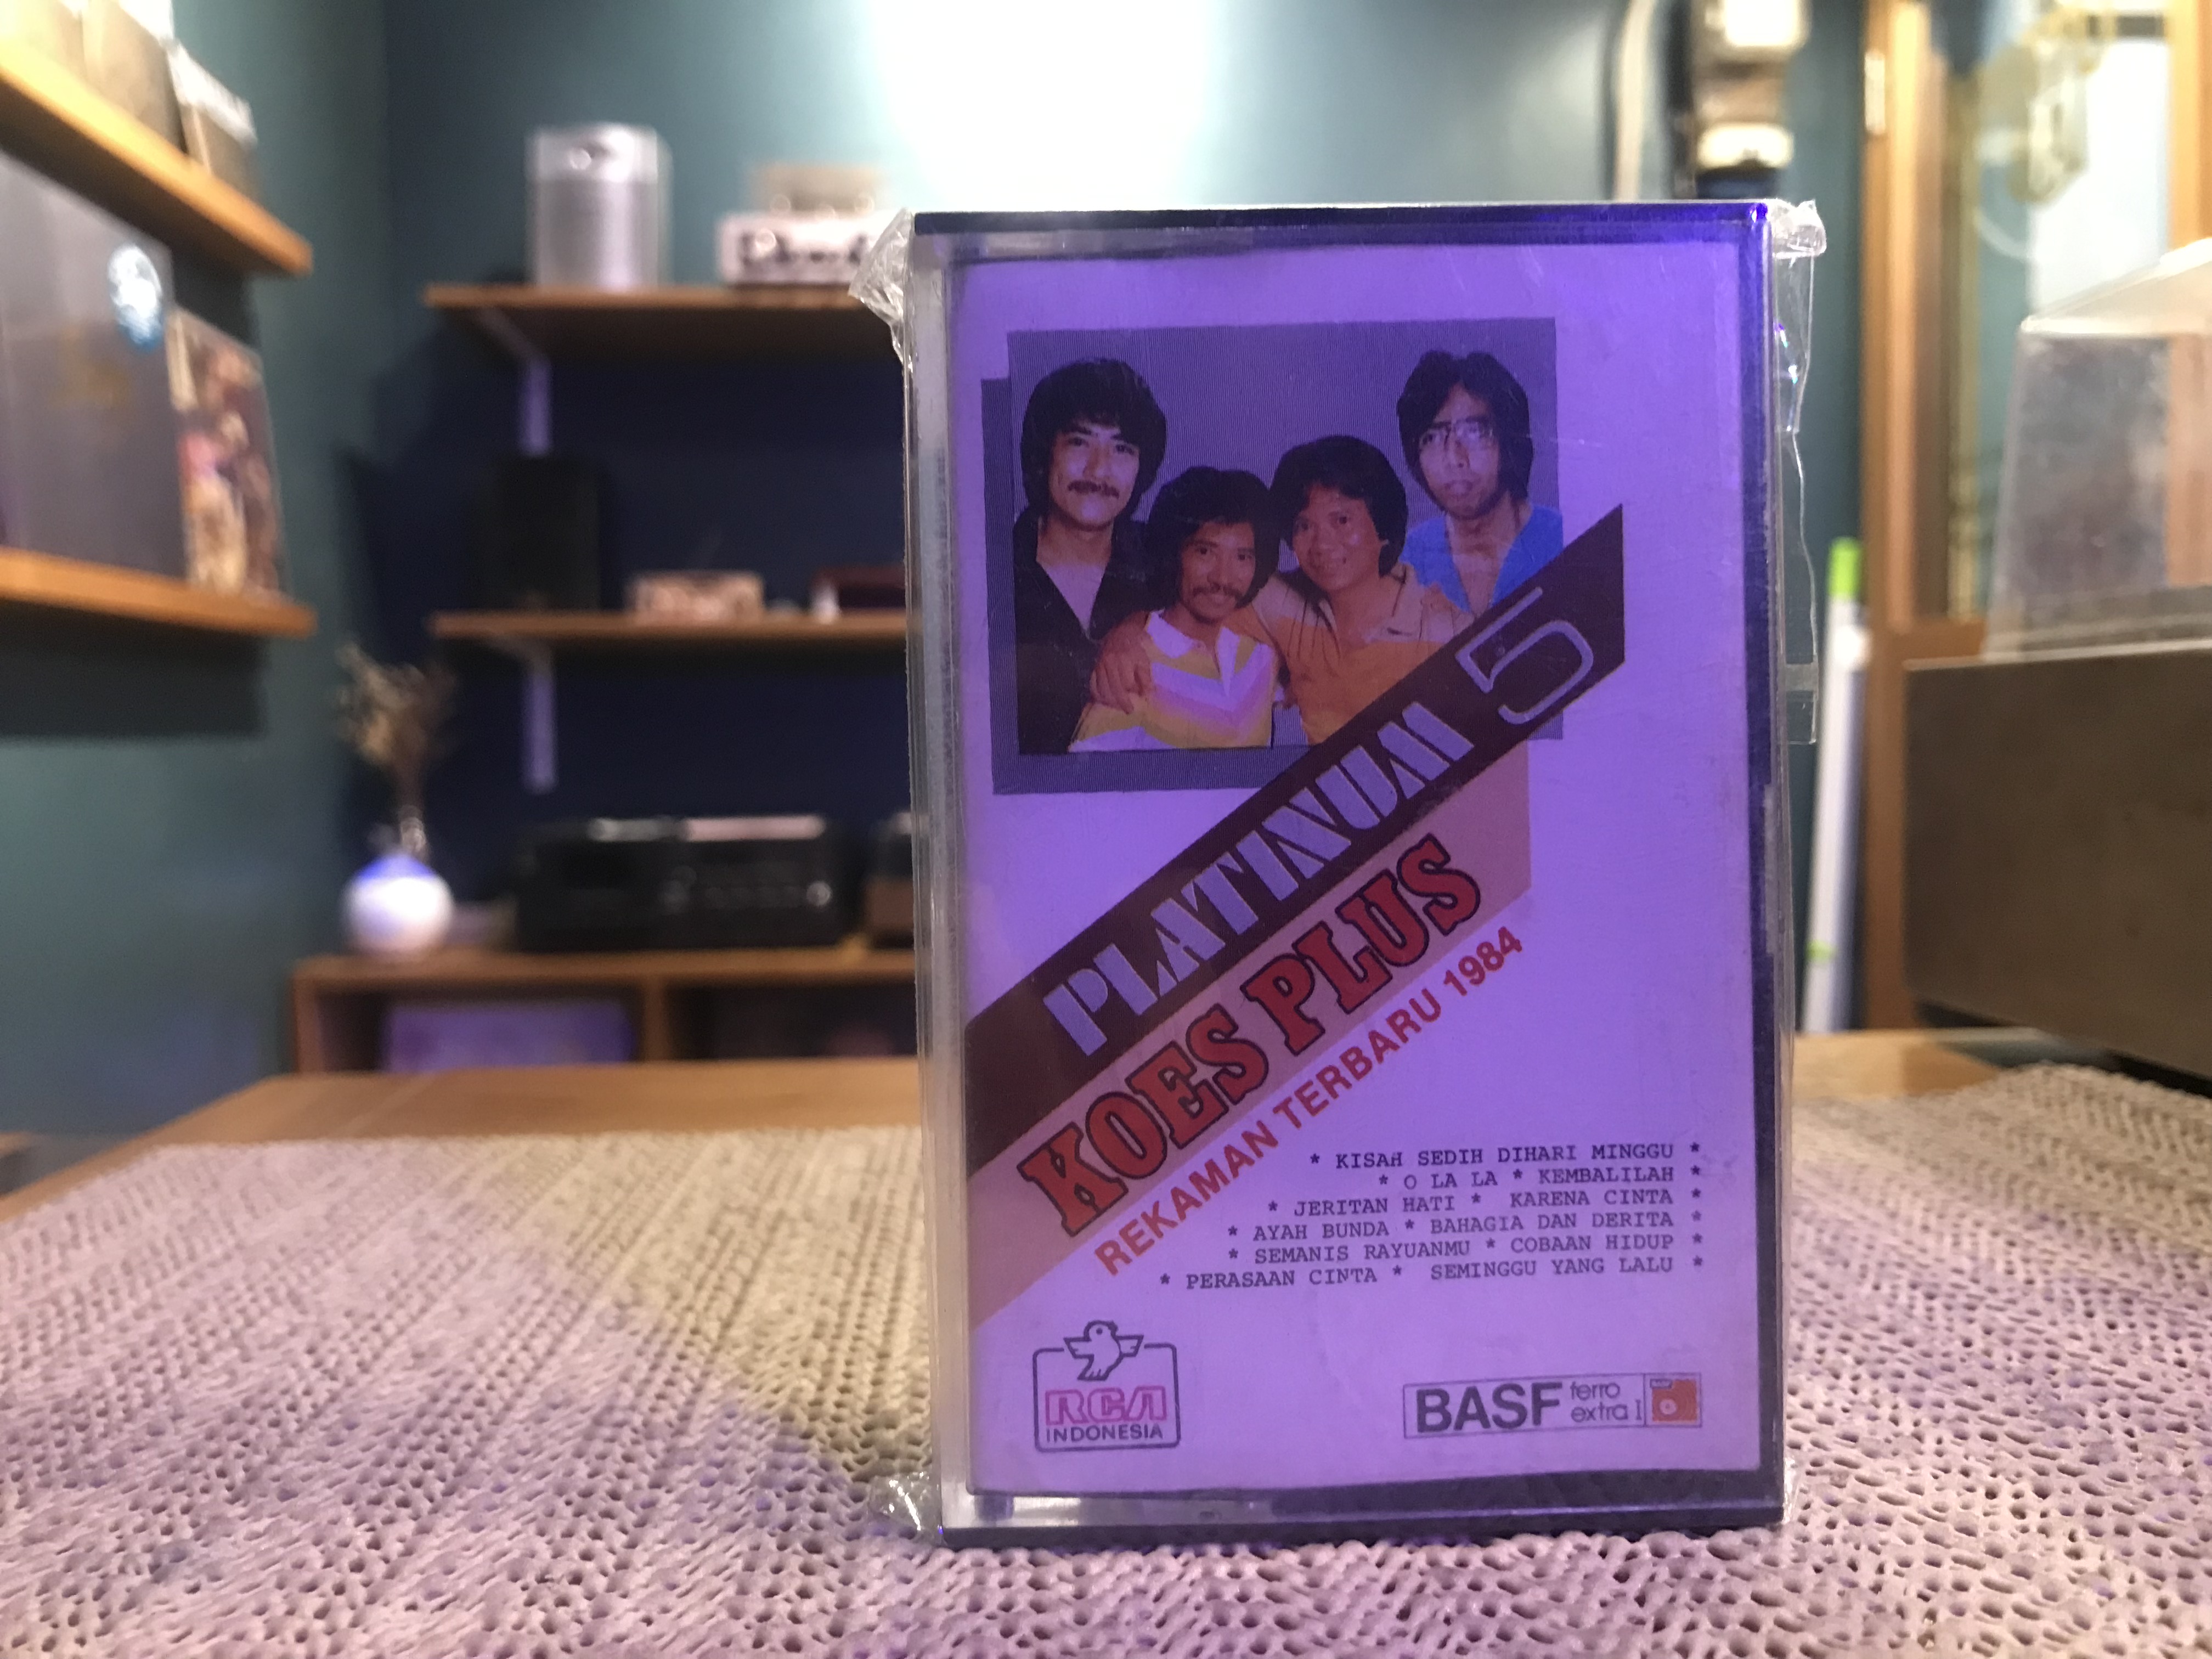 PLATINUM 5
KOES PLUS
REKAMAN TERBARU 1984
* KISAH SEDIH DIHARI MINGGU *
* O LA LA * KEMBALILAH *
* JERITAN HATI * KARENA CINTA *
* AYAH BUNDA * BAHAGIA DAN DERITA *
* SEMANIS RAYUANMU * COBAAN HIDUP *
* PERASAAN CINTA * SEMINGGU YANG LALU *
RCA
INDONESIA
BASF ferro
extra I